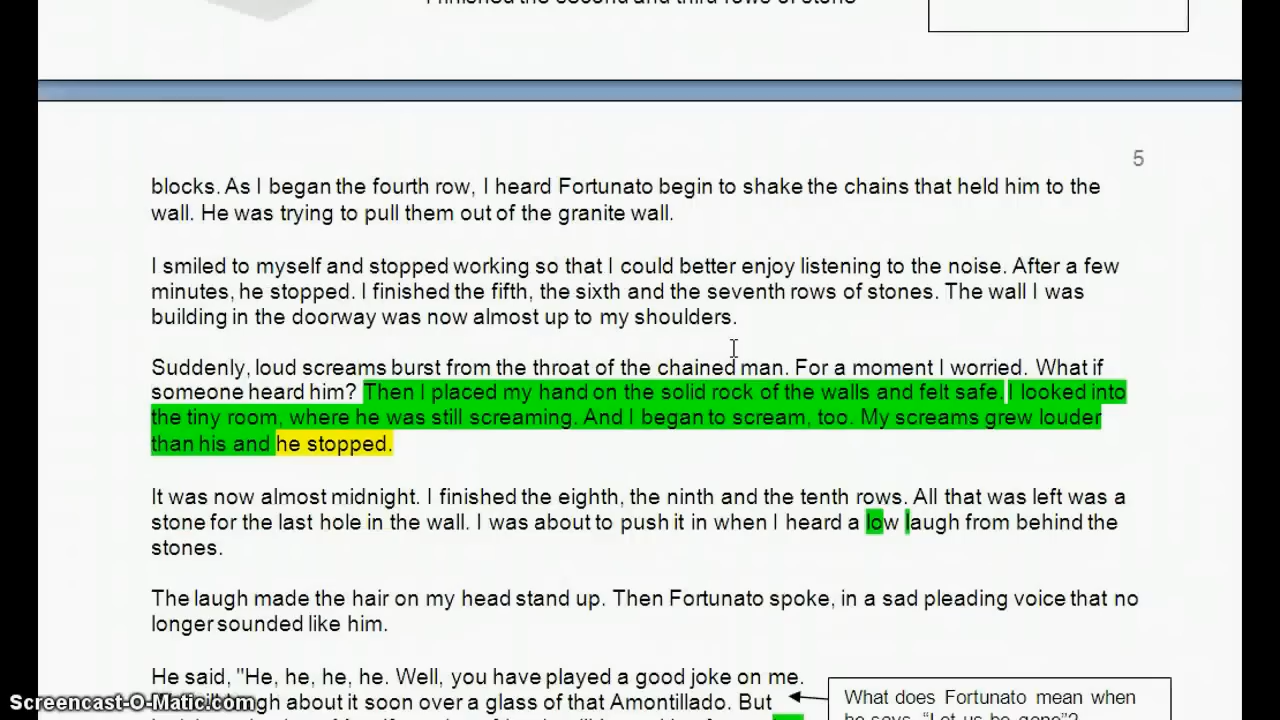 I finished the second and third rows of stone
5
blocks. As I began the fourth row, I heard Fortunato begin to shake the chains that held him to the
wall. He was trying to pull them out of the granite wall.
I smiled to myself and stopped working so that I could better enjoy listening to the noise. After a few
minutes, he stopped. I finished the fifth, the sixth and the seventh rows of stones. The wall I was
building in the doorway was now almost up to my shoulders.
Suddenly, loud screams burst from the throat of the chained man. For a moment I worried. What if
someone heard him? Then I placed my hand on the solid rock of the walls and felt safe. I looked into
the tiny room, where he was still screaming. And I began to scream, too. My screams grew louder
than his and he stopped.
It was now almost midnight. I finished the eighth, the ninth and the tenth rows. All that was left was a
stone for the last hole in the wall. I was about to push it in when I heard a low laugh from behind the
stones.
The laugh made the hair on my head stand up. Then Fortunato spoke, in a sad pleading voice that no
longer sounded like him.
He said, "He, he, he, he. Well, you have played a good joke on me.
about it soon over a glass of that Amontillado. But
What does Fortunato mean when
he says, "Let us be gone"?
Screencast-O-Matic.com